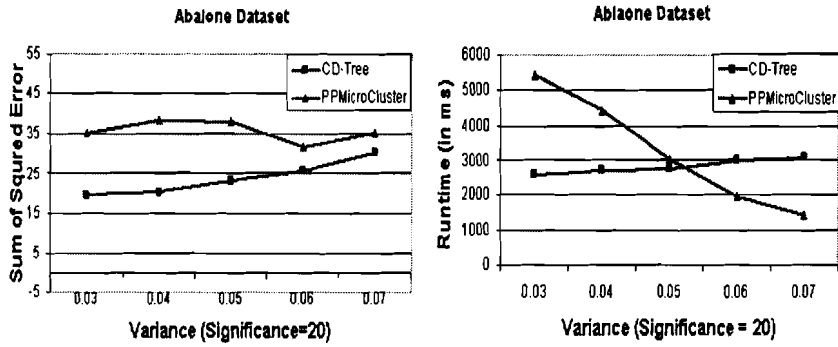 Abalone Dataset
55
45
35
25
15
5
-5
Sum of Squred Error
CD-Tree
PPMicroCluster
0.03 0.04 0.05 0.06 0.07
Variance (Significance=20)
Ablaone Dataset
6000
5000
4000
3000
2000
1000
0
Runtime (in ms)
CD-Tree
PPMicroCluster
0.03 0.04 0.05 0.06 0.07
Variance (Significance = 20)